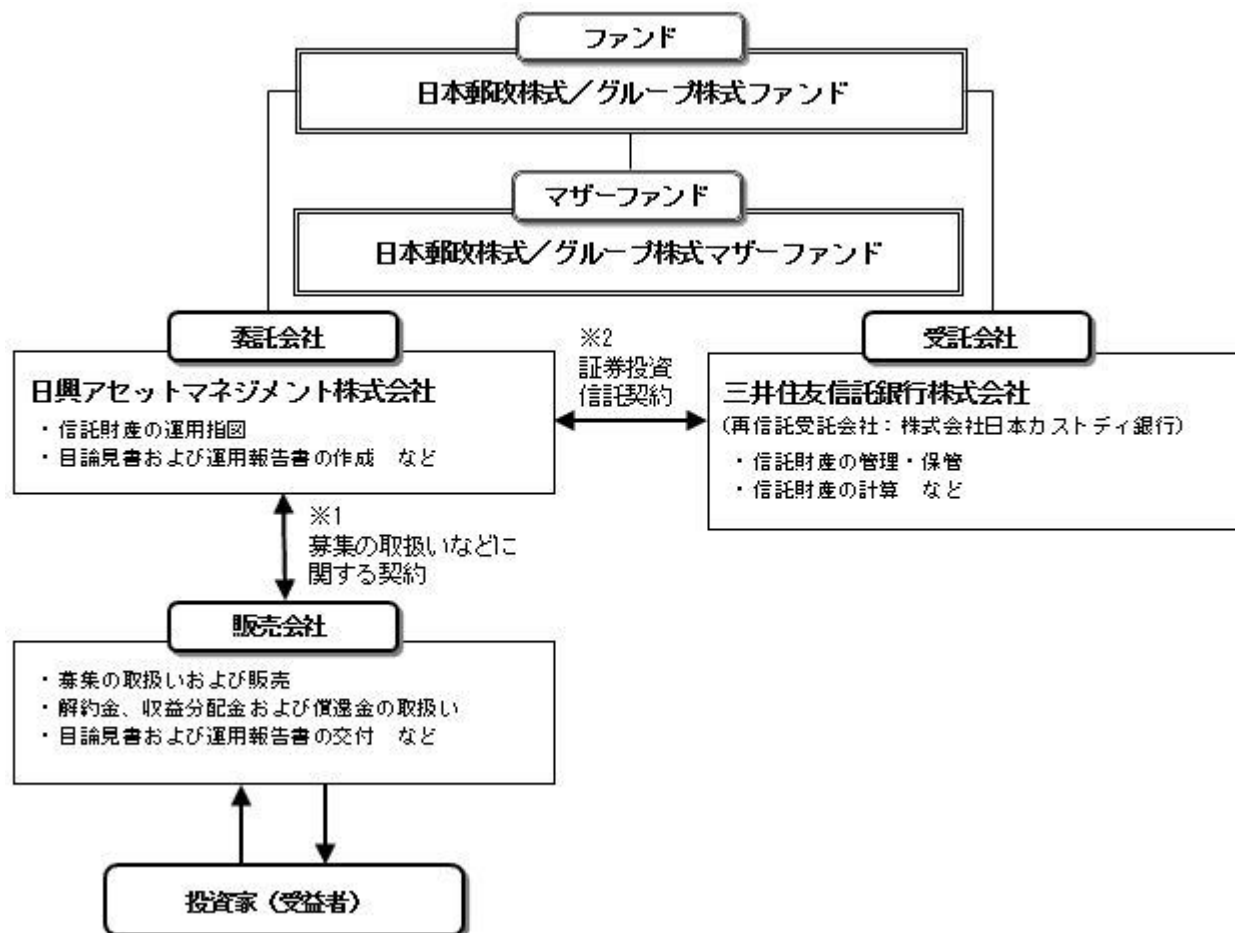 ファンド
日本郵政株式／グループ株式ファンド
マザーファンド
日本郵政株式／グループ株式マザーファンド
委託会社
日興アセットマネジメント株式会社
・信託財産の運用指図
・目論見書および運用報告書の作成　など
※2
証券投資
信託契約
受託会社
三井住友信託銀行株式会社
(再信託受託会社：株式会社日本カストディ銀行)
・信託財産の管理・保管
・信託財産の計算　など
※1
募集の取扱いなどに
関する契約
販売会社
・募集の取扱いおよび販売
・解約金、収益分配金および償還金の取扱い
・目論見書および運用報告書の交付　など
投資家（受益者）